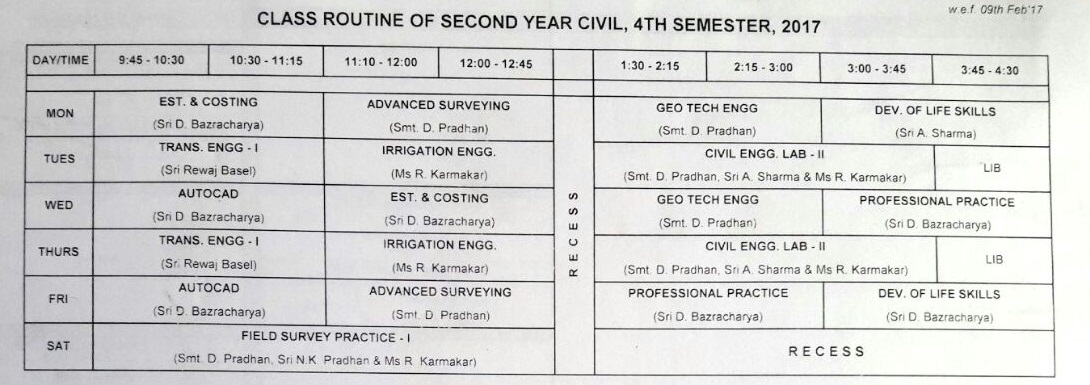 w.e.f. 09th Feb'17
CLASS ROUTINE OF SECOND YEAR CIVIL, 4TH SEMESTER, 2017
DAY/TIME 9:45 - 10:30 10:30 - 11:15 11:10 - 12:00 12:00 - 12:45 1:30 - 2:15 2:15 - 3:00 3:00 - 3:45 3:45 - 4:30
MON
EST. & COSTING
(Sri D. Bazracharya)
ADVANCED SURVEYING
(Smt. D. Pradhan)
GEO TECH ENGG
(Smt. D. Pradhan)
DEV. OF LIFE SKILLS
(Sri A. Sharma)
TUES
TRANS. ENGG - I
(Sri Rewaj Basel)
IRRIGATION ENGG.
(Ms R. Karmakar)
CIVIL ENGG. LAB - II
(Smt. D. Pradhan, Sri A. Sharma & Ms R. Karmakar)
LIB
WED
AUTOCAD
(Sri D. Bazracharya)
EST. & COSTING
(Sri D. Bazracharya)
GEO TECH ENGG
(Smt. D. Pradhan)
PROFESSIONAL PRACTICE
(Sri D. Bazracharya)
THURS
TRANS. ENGG - I
(Sri Rewaj Basel)
IRRIGATION ENGG.
(Ms R. Karmakar)
CIVIL ENGG. LAB - II
(Smt. D. Pradhan, Sri A. Sharma & Ms R. Karmakar)
LIB
FRI
AUTOCAD
(Sri D. Bazracharya)
ADVANCED SURVEYING
(Smt. D. Pradhan)
PROFESSIONAL PRACTICE
(Sri D. Bazracharya)
DEV. OF LIFE SKILLS
(Sri D. Bazracharya)
SAT
FIELD SURVEY PRACTICE - I
(Smt. D. Pradhan, Sri N.K. Pradhan & Ms R. Karmakar)
RECESS
RECESS